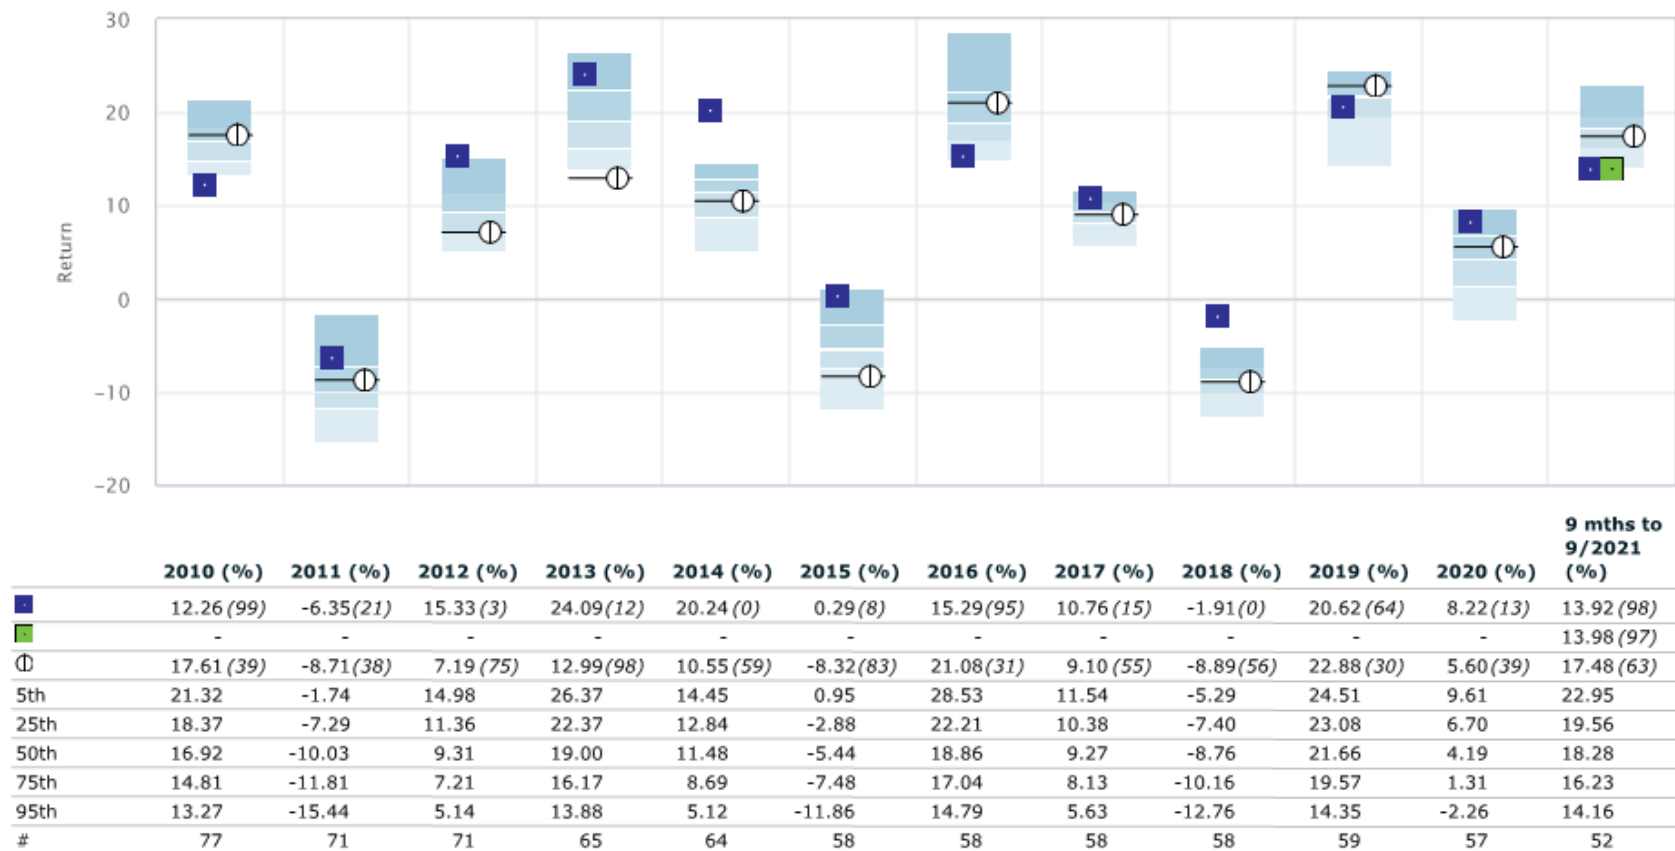 30
20
10
0
-10
-20
Return
9 mths to
9/2021
2010 (%) 2011 (%) 2012 (%) 2013 (%) 2014 (%) 2015 (%) 2016 (%) 2017 (%) 2018 (%) 2019 (%) 2020 (%) (%)
12.26 (99) -6.35 (21) 15.33 (3) 24.09 (12) 20.24 (0) 0.29 (8) 15.29 (95) 10.76 (15) -1.91 (0) 20.62 (64) 8.22 (13) 13.92 (98)
- - - - - - - - - - - 13.98 (97)
17.61 (39) -8.71 (38) 7.19 (75) 12.99 (98) 10.55 (59) -8.32 (83) 21.08 (31) 9.10 (55) -8.89 (56) 22.88 (30) 5.60 (39) 17.48 (63)
5th 21.32 -1.74 14.98 26.37 14.45 0.95 28.53 11.54 -5.29 24.51 9.61 22.95
25th 18.37 -7.29 11.36 22.37 12.84 -2.88 22.21 10.38 -7.40 23.08 6.70 19.56
50th 16.92 -10.03 9.31 19.00 11.48 -5.44 18.86 9.27 -8.76 21.66 4.19 18.28
75th 14.81 -11.81 7.21 16.17 8.69 -7.48 17.04 8.13 -10.16 19.57 1.31 16.23
95th 13.27 -15.44 5.14 13.88 5.12 -11.86 14.79 5.63 -12.76 14.35 -2.26 14.16
# 77 71 71 65 64 58 58 58 58 59 57 52